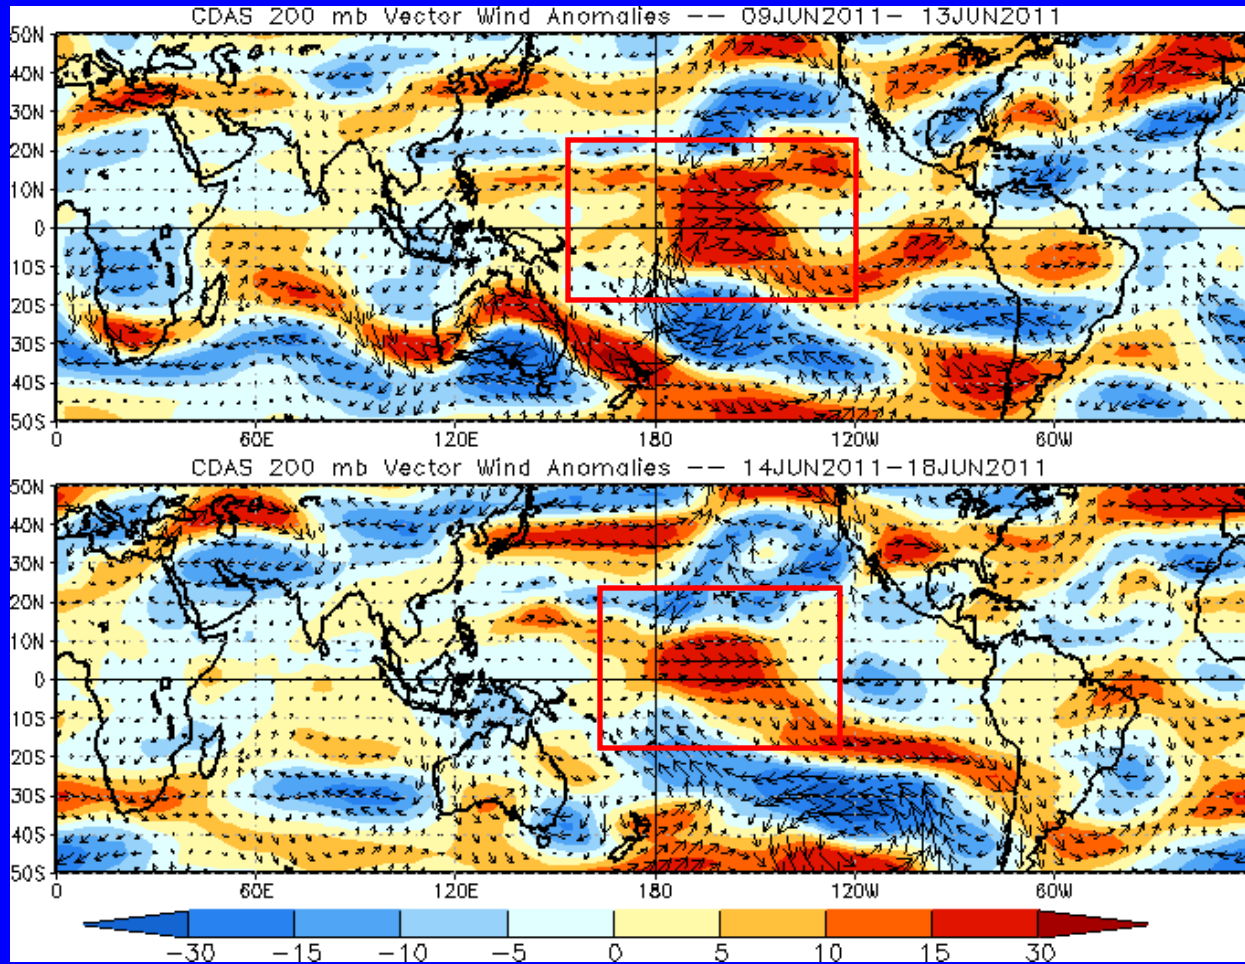 CDAS 200 mb Vector Wind Anomalies -- 09JUN2011- 13JUN2011
50N
40N
30N
20N
10N
0
10S
20S
30S
40S
50S
0 60E 120E 180 120W 60W
CDAS 200 mb Vector Wind Anomalies -- 14JUN2011-18JUN2011
50N
40N
30N
20N
10N
0
10S
20S
30S
40S
50S
0 60E 120E 180 120W 60W
-30 -15 -10 -5 0 5 10 15 30